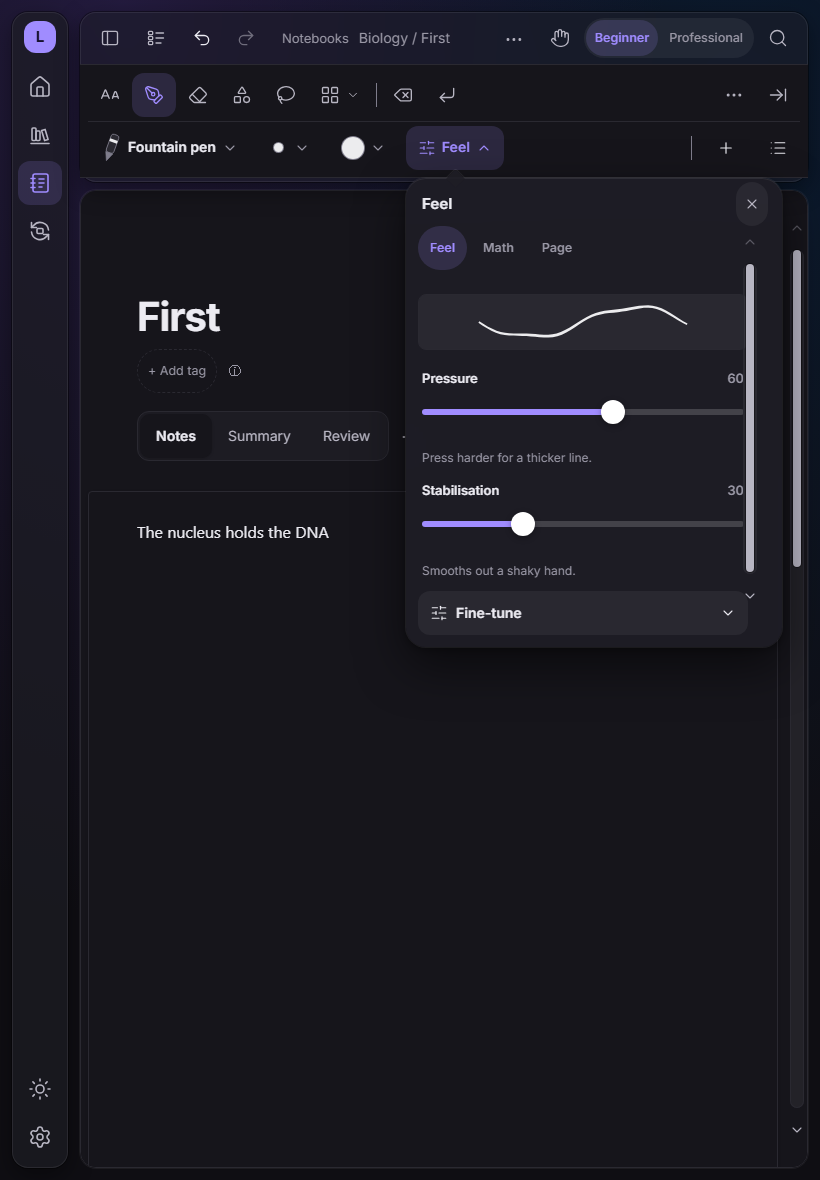 L
Notebooks Biology / First
Beginner Professional
AA
Fountain pen
Feel
Feel
Feel Math Page
First
+ Add tag
Pressure 60
Notes Summary Review
Press harder for a thicker line.
Stabilisation 30
The nucleus holds the DNA
Smooths out a shaky hand.
Fine-tune